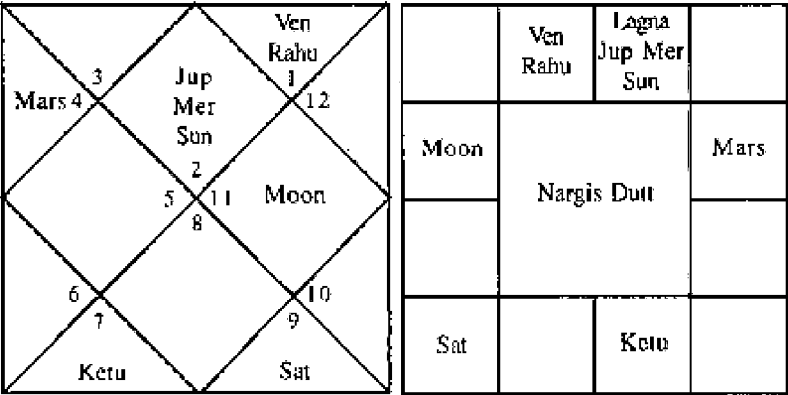 Ven
Rahu
1
3
Jup
Mer
Sun
Mars 4
12
2
5
11
Moon
8
6
10
7
9
Ketu
Sat
Ven
Rahu
Lagna
Jup Mer
Sun
Moon
Mars
Nargis Dutt
Sat
Ketu